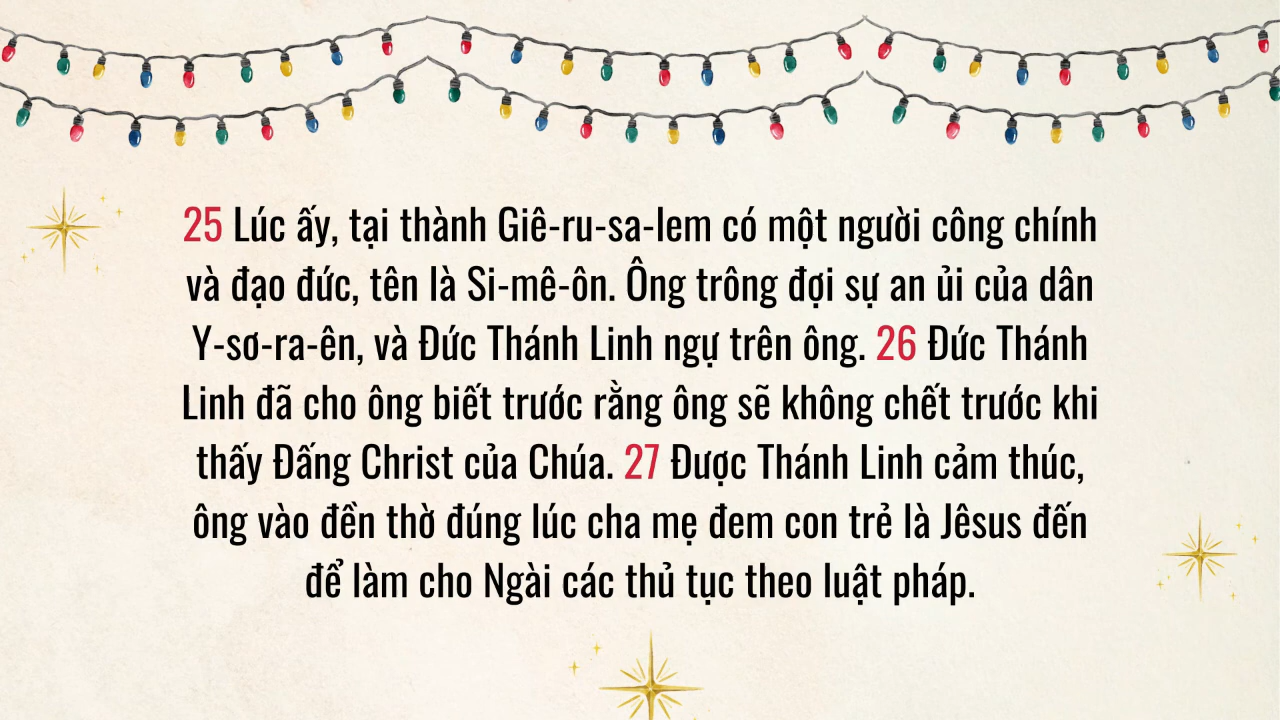 25 Lúc ấy, tại thành Giê-ru-sa-lem có một người công chính
và đạo đức, tên là Si-mê-ôn. Ông trông đợi sự an ủi của dân
Y-sơ-ra-ên, và Đức Thánh Linh ngự trên ông. 26 Đức Thánh
Linh đã cho ông biết trước rằng ông sẽ không chết trước khi
thấy Đấng Christ của Chúa. 27 Được Thánh Linh cảm thúc,
ông vào đền thờ đúng lúc cha mẹ đem con trẻ là Jêsus đến
để làm cho Ngài các thủ tục theo luật pháp.